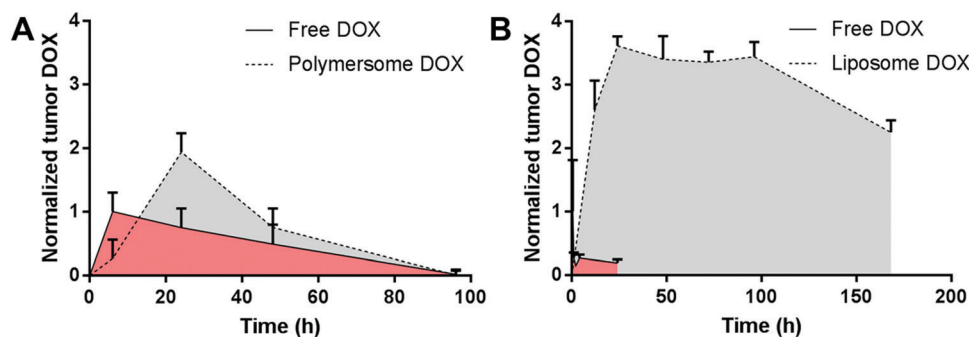 A
Normalized tumor DOX
4
3
2
1
0
0 20 40 60 80 100
Time (h)
Free DOX
Polymersome DOX
B
Normalized tumor DOX
4
3
2
1
0
0 50 100 150 200
Time (h)
Free DOX
Liposome DOX